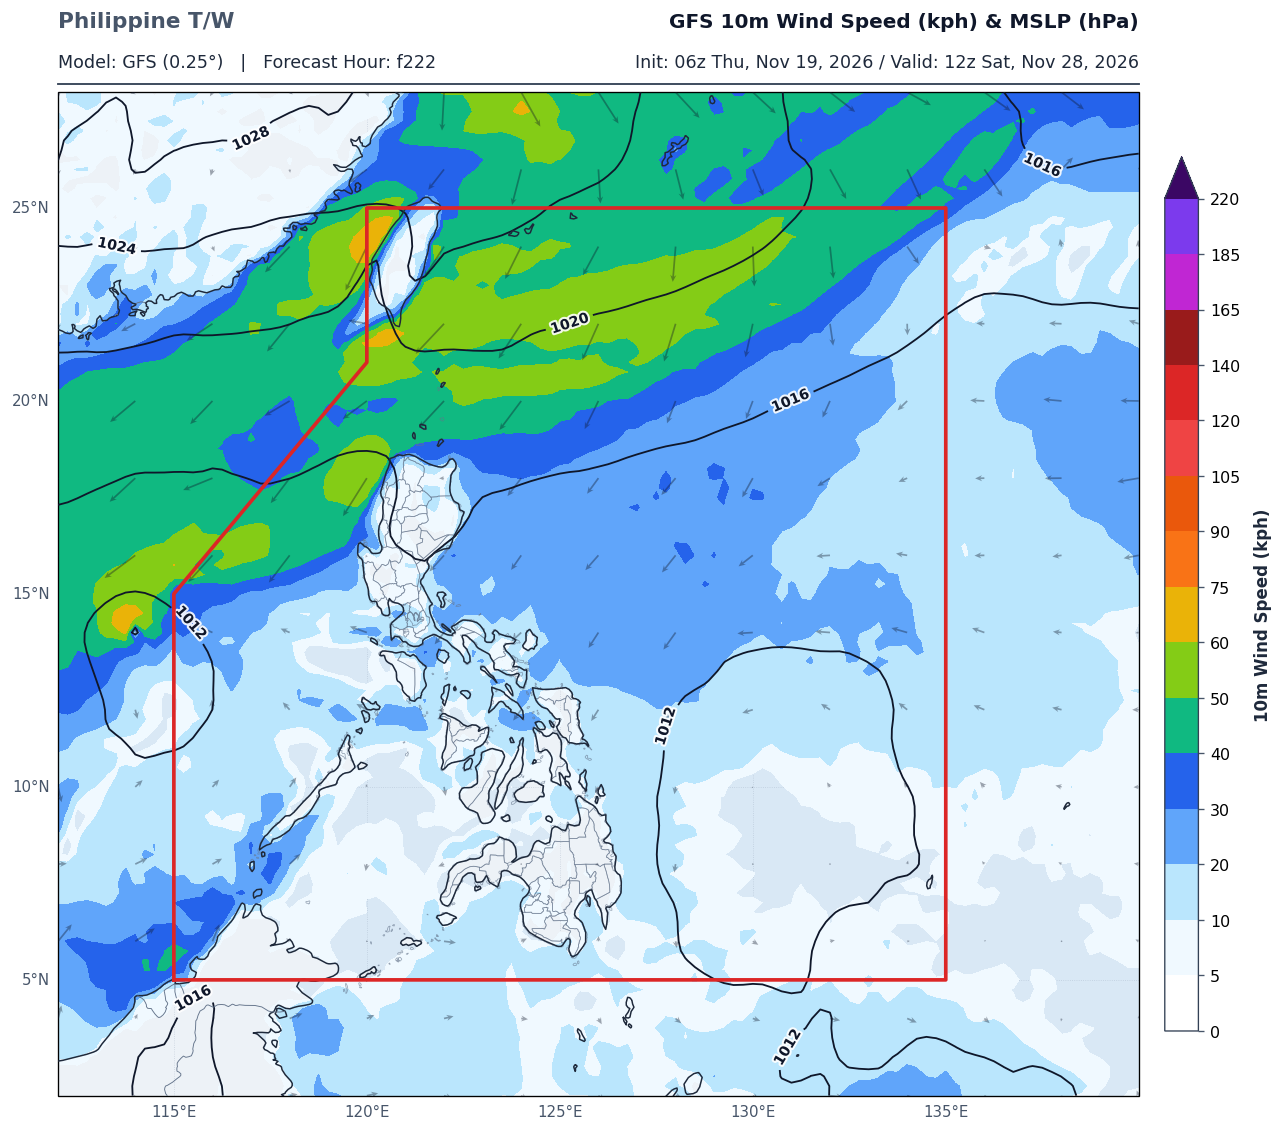 Philippine T/W
GFS 10m Wind Speed (kph) & MSLP (hPa)
Model: GFS (0.25°)   |   Forecast Hour: f222
Init: 06z Thu, Nov 19, 2026 / Valid: 12z Sat, Nov 28, 2026
1028
1016
1024
1020
1016
1012
1012
1016
1012
25°N
20°N
15°N
10°N
5°N
115°E
120°E
125°E
130°E
135°E
220
185
165
140
120
105
90
75
60
50
40
30
20
10
5
0
10m Wind Speed (kph)